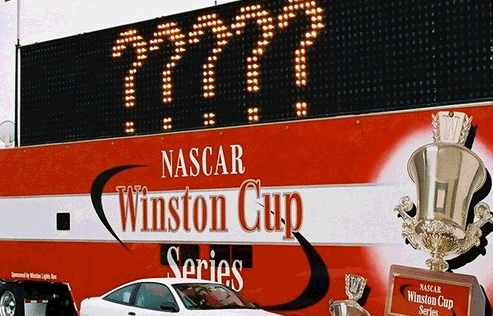 ?????
NASCAR
Winston Cup
Series
Sponsored by Winston Lights Box
NASCAR
Winston Cup
Series